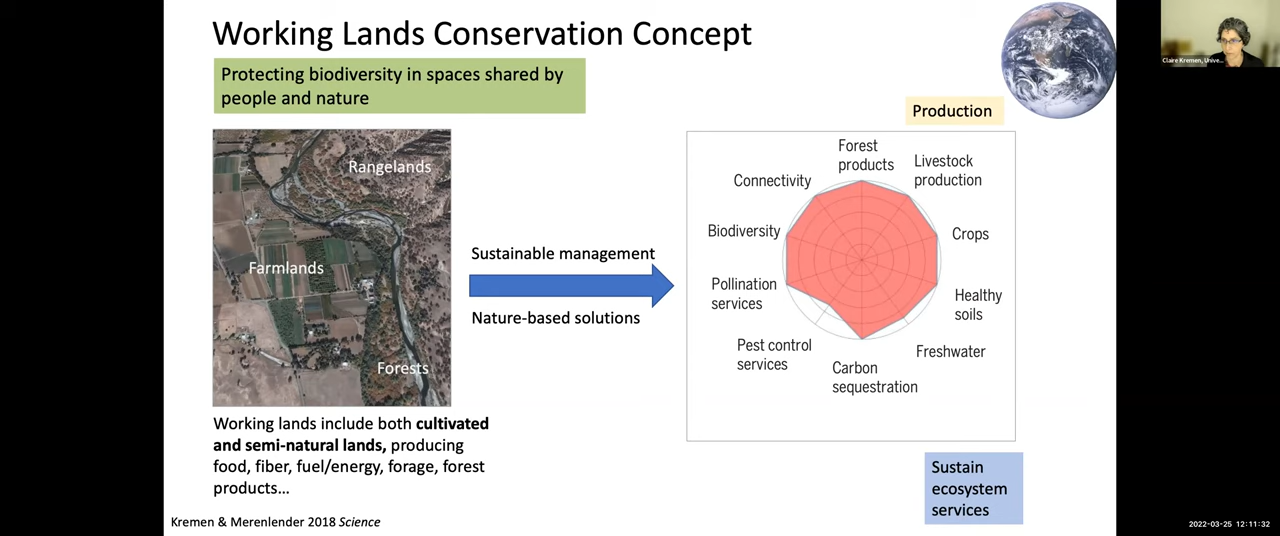 Working Lands Conservation Concept
Protecting biodiversity in spaces shared by
people and nature
Claire Kremen, Unive...
Production
Rangelands
Farmlands
Forests
Sustainable management
Nature-based solutions
Forest
products
Livestock
production
Crops
Healthy
soils
Freshwater
Carbon
sequestration
Pest control
services
Pollination
services
Biodiversity
Connectivity
Working lands include both cultivated
and semi-natural lands, producing
food, fiber, fuel/energy, forage, forest
products...
Sustain
ecosystem
services
Kremen & Merenlender 2018 Science
2022-03-25 12:11:32